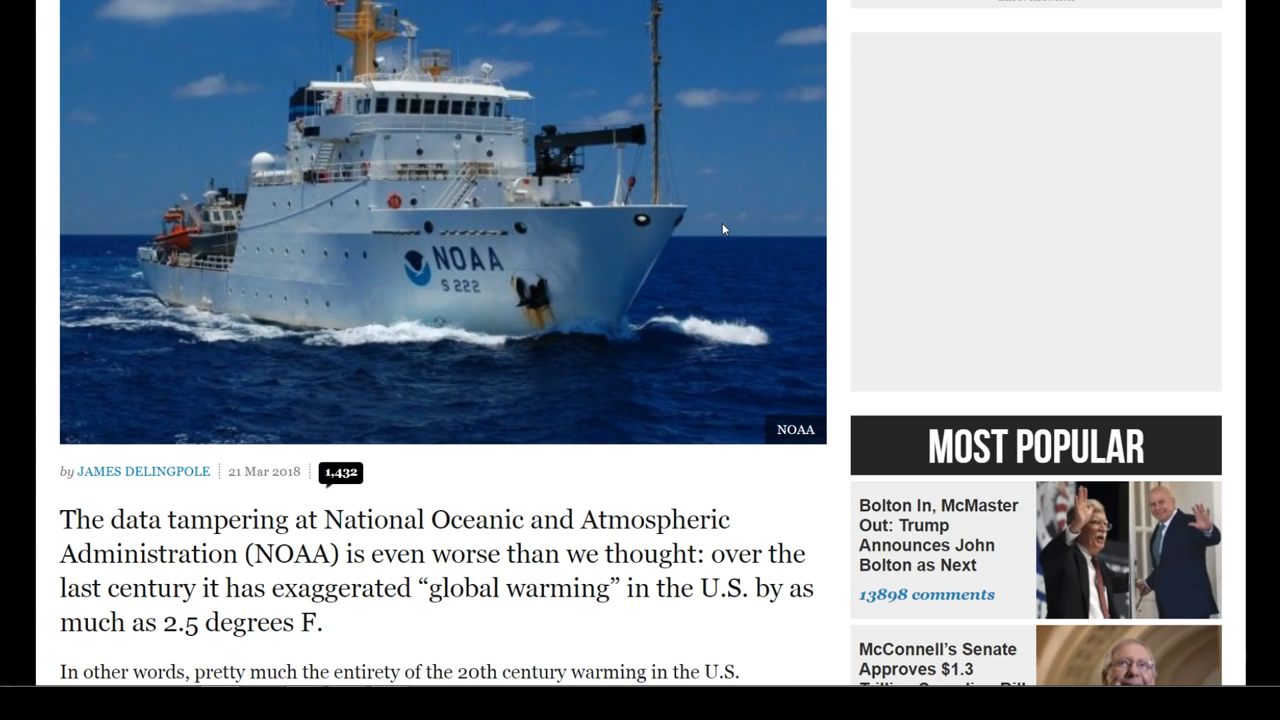 NOAA
S 222
NOAA
by JAMES DELINGPOLE
21 Mar 2018
1,432
The data tampering at National Oceanic and Atmospheric
Administration (NOAA) is even worse than we thought: over the
last century it has exaggerated “global warming” in the U.S. by as
much as 2.5 degrees F.
In other words, pretty much the entirety of the 20th century warming in the U.S.
MOST POPULAR
Bolton In, McMaster
Out: Trump
Announces John
Bolton as Next
13898 comments
McConnell’s Senate
Approves $1.3